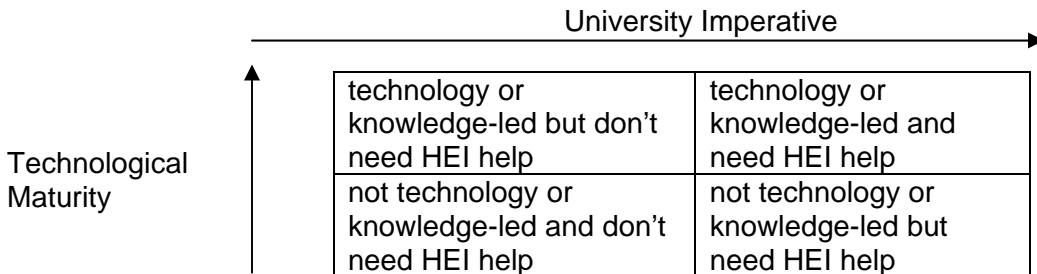 University Imperative
technology or
knowledge-led but don't
need HEI help
technology or
knowledge-led and
need HEI help
Technological
Maturity
not technology or
knowledge-led and don't
need HEI help
not technology or
knowledge-led but
need HEI help